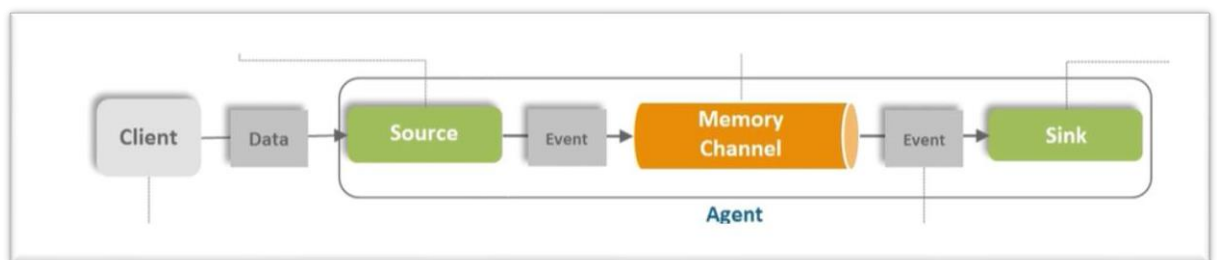 Client
Data
Source
Event
Memory
Channel
Event
Sink
Agent